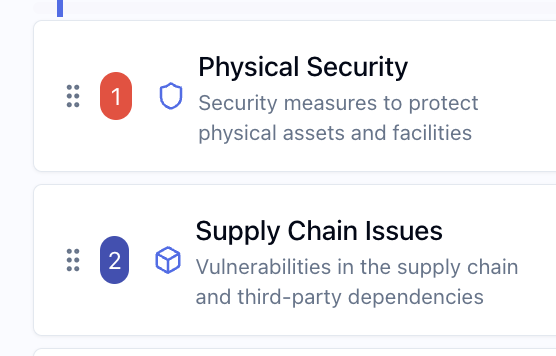 1
Physical Security
Security measures to protect
physical assets and facilities
2
Supply Chain Issues
Vulnerabilities in the supply chain
and third-party dependencies